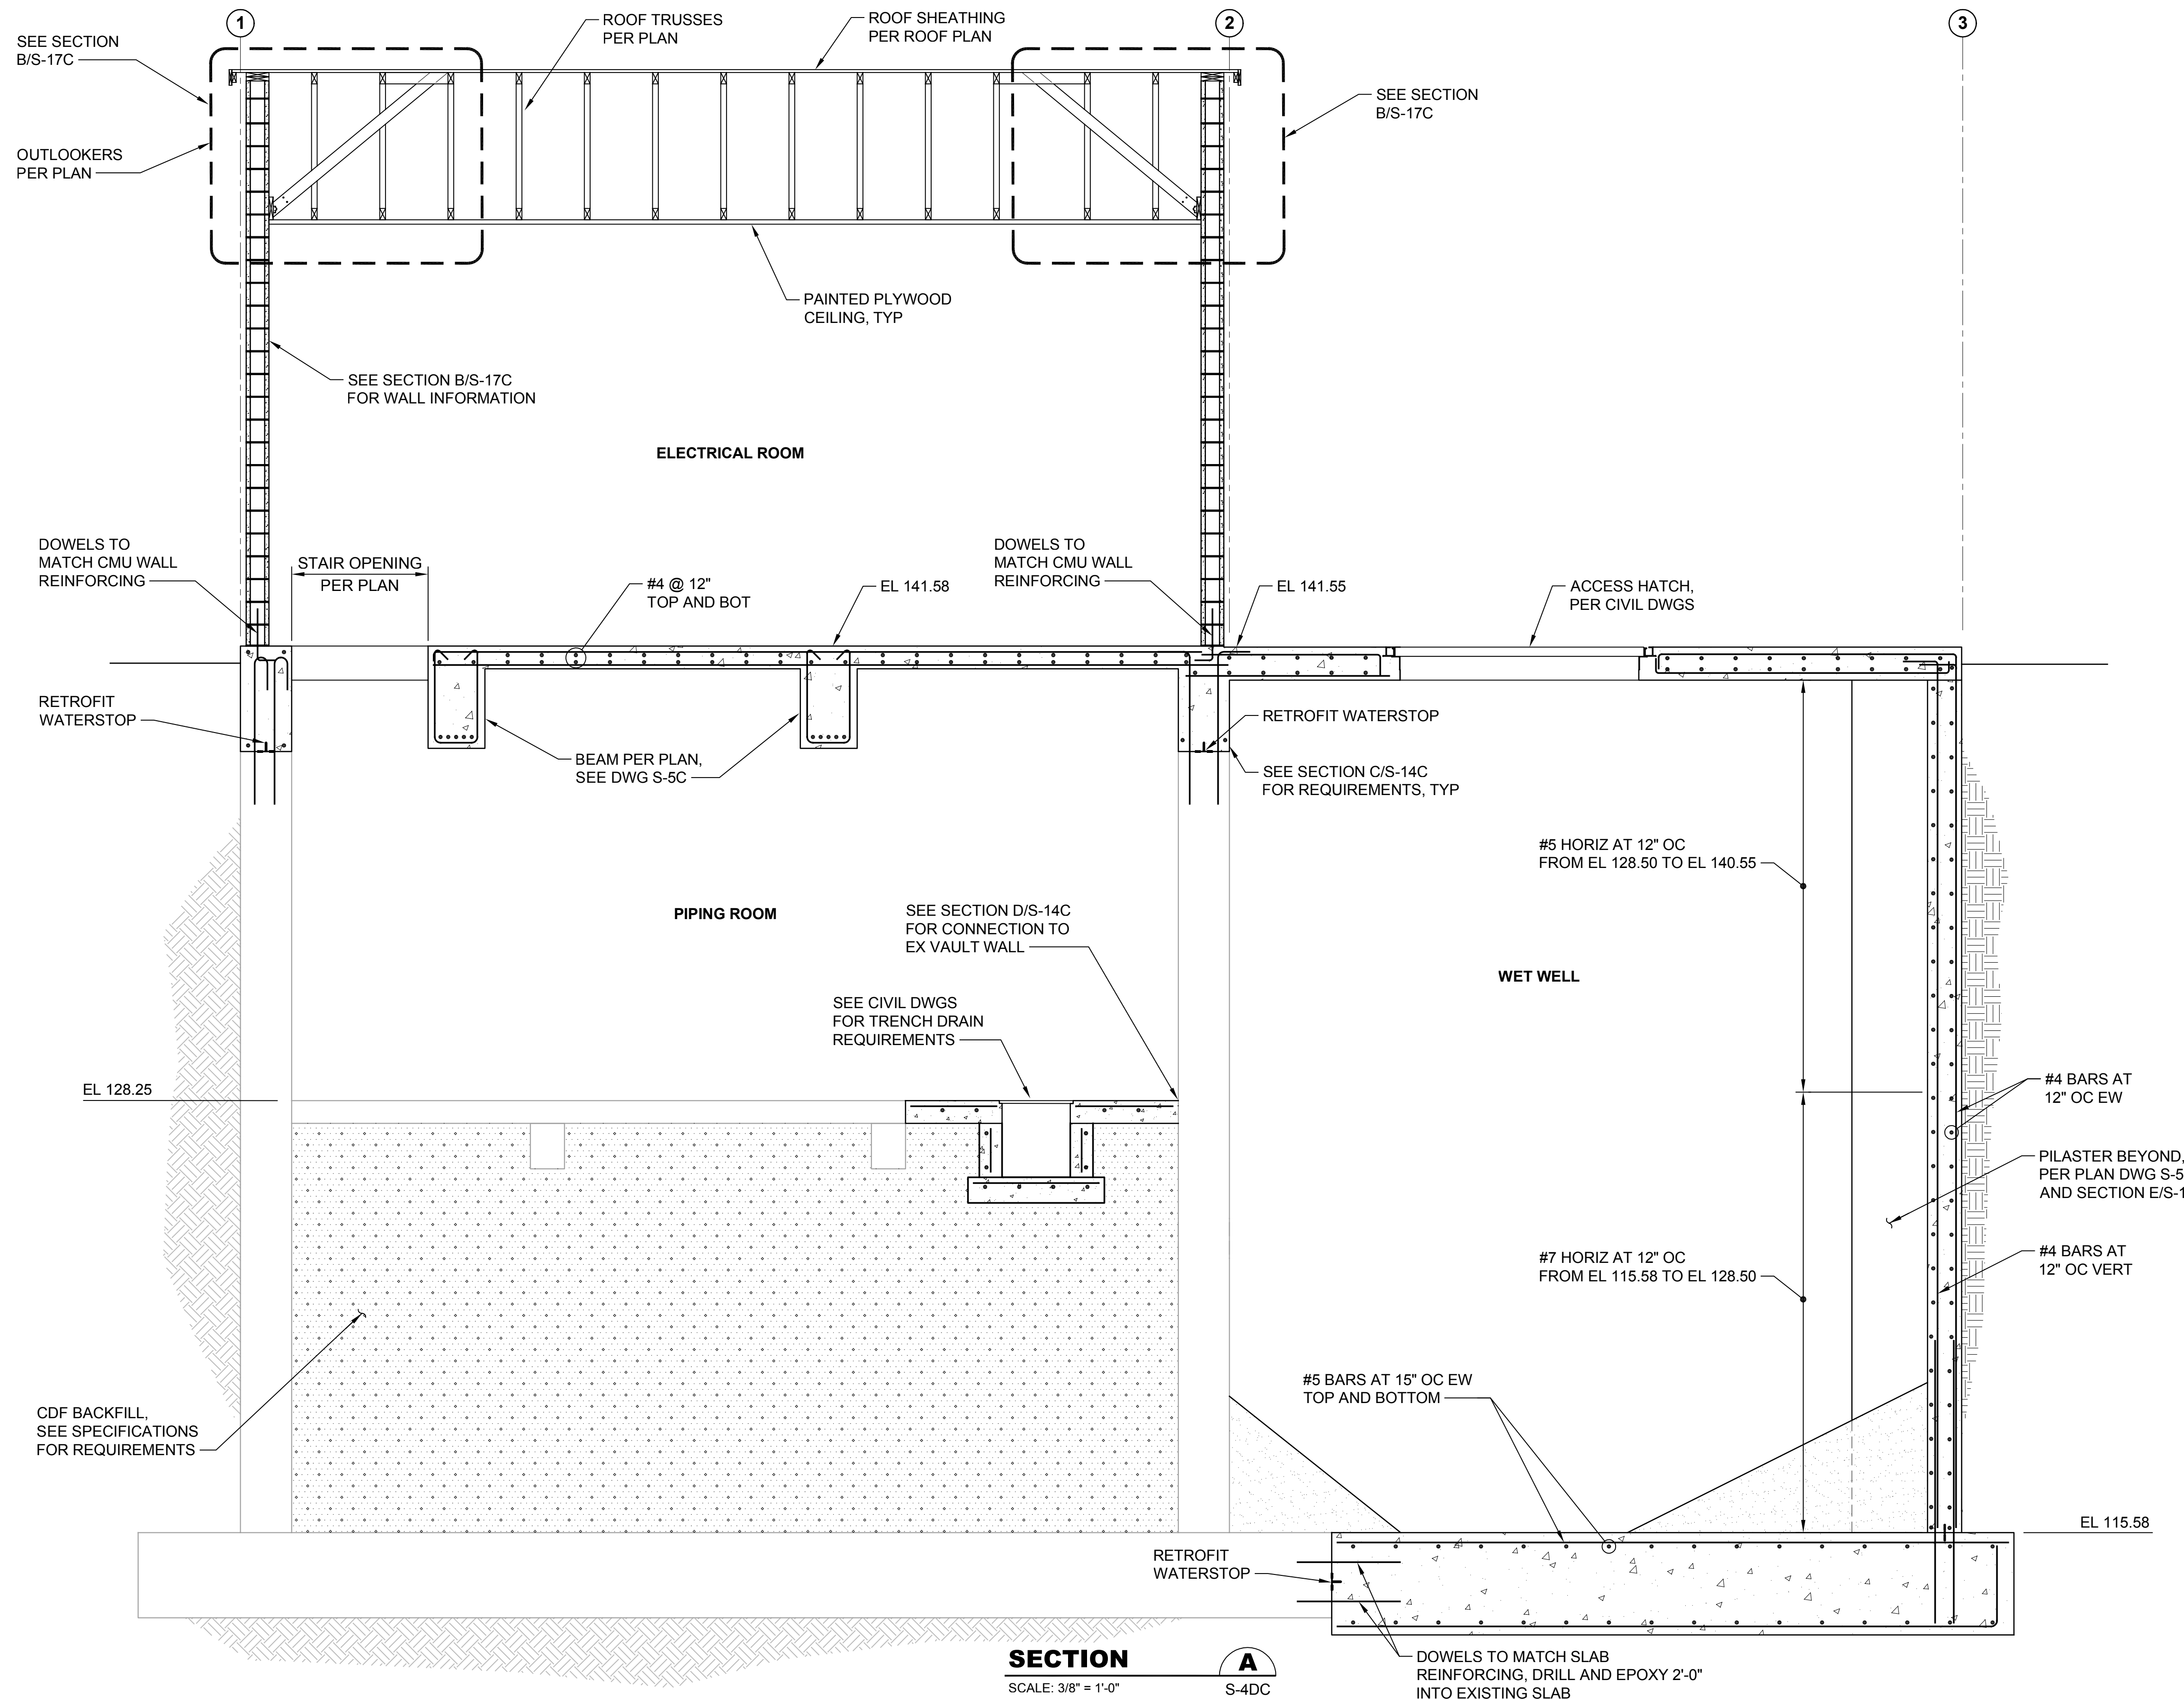 1
2
3
SEE SECTION
B/S-17C
ROOF TRUSSES
PER PLAN
ROOF SHEATHING
PER ROOF PLAN
SEE SECTION
B/S-17C
OUTLOOKERS
PER PLAN
PAINTED PLYWOOD
CEILING, TYP
SEE SECTION B/S-17C
FOR WALL INFORMATION
ELECTRICAL ROOM
DOWELS TO
MATCH CMU WALL
REINFORCING
STAIR OPENING
PER PLAN
#4 @ 12"
TOP AND BOT
EL 141.58
DOWELS TO
MATCH CMU WALL
REINFORCING
EL 141.55
ACCESS HATCH,
PER CIVIL DWGS
RETROFIT
WATERSTOP
BEAM PER PLAN,
SEE DWG S-5C
RETROFIT WATERSTOP
SEE SECTION C/S-14C
FOR REQUIREMENTS, TYP
#5 HORIZ AT 12" OC
FROM EL 128.50 TO EL 140.55
PIPING ROOM
SEE SECTION D/S-14C
FOR CONNECTION TO
EX VAULT WALL
WET WELL
SEE CIVIL DWGS
FOR TRENCH DRAIN
REQUIREMENTS
EL 128.25
#4 BARS AT
12" OC EW
PILASTER BEYOND,
PER PLAN DWG S-5
AND SECTION E/S-1
#4 BARS AT
12" OC VERT
#7 HORIZ AT 12" OC
FROM EL 115.58 TO EL 128.50
#5 BARS AT 15" OC EW
TOP AND BOTTOM
CDF BACKFILL,
SEE SPECIFICATIONS
FOR REQUIREMENTS
EL 115.58
RETROFIT
WATERSTOP
DOWELS TO MATCH SLAB
REINFORCING, DRILL AND EPOXY 2'-0"
INTO EXISTING SLAB
SECTION A
SCALE: 3/8" = 1'-0" S-4DC